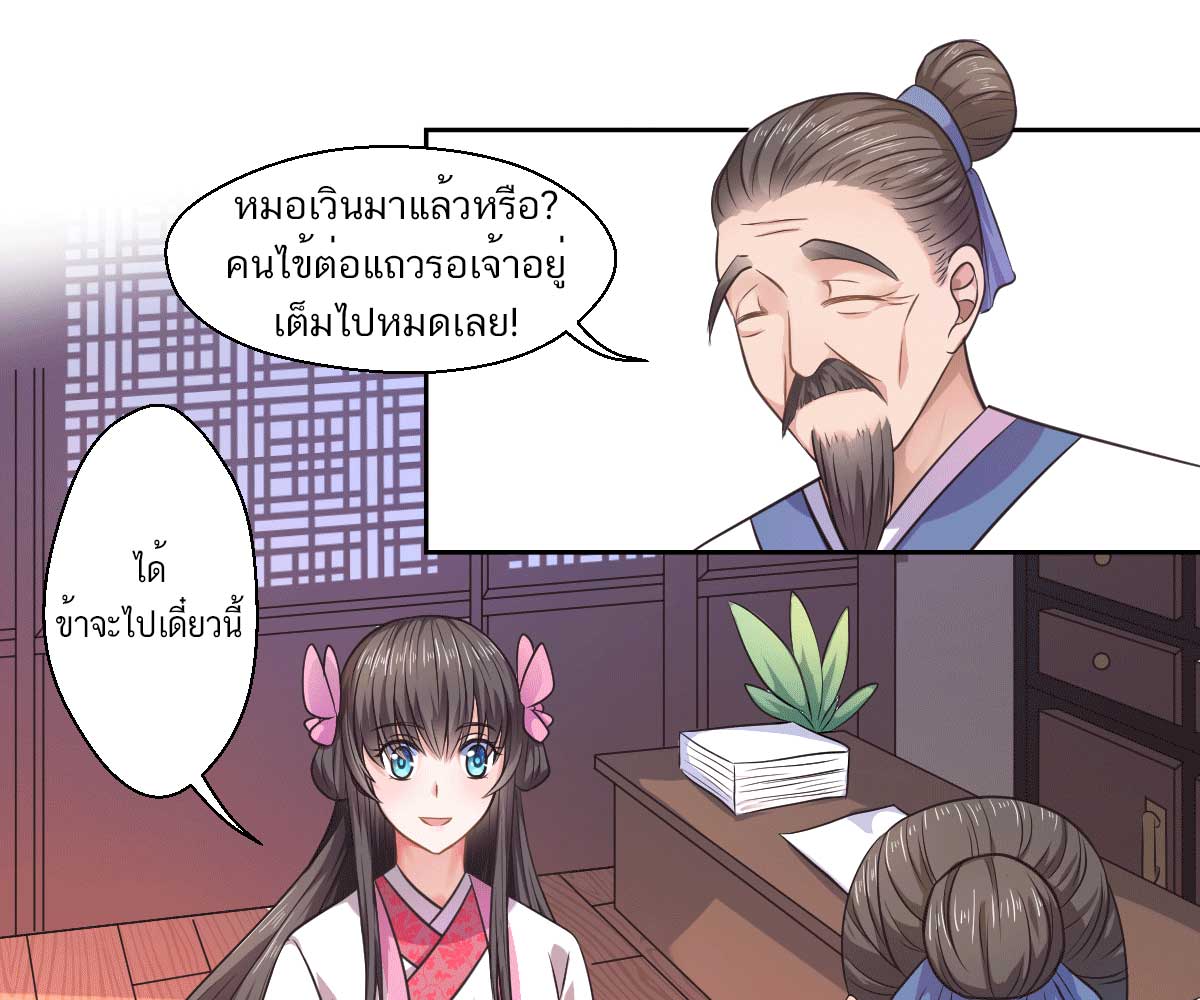 หมอเวินมาแล้วหรือ?
คนไข้ต่อแถวรอเจ้าอยู่
เต็มไปหมดเลย!
ได้
ข้าจะไปเดี๋ยวนี้